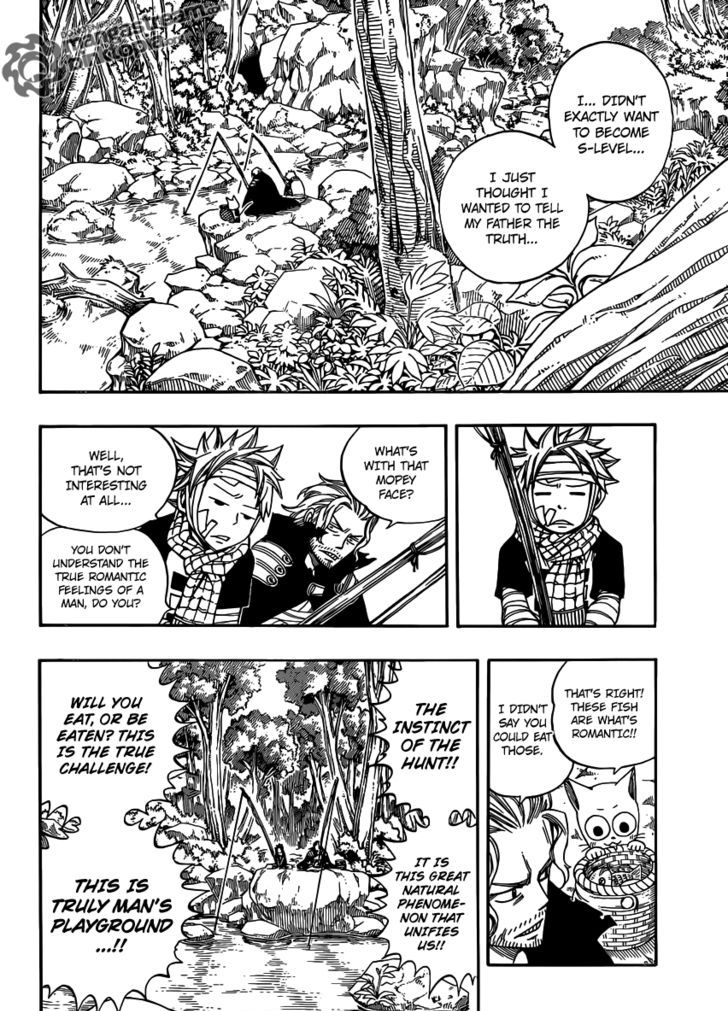 mangastream
I... DIDN'T
EXACTLY WANT
TO BECOME
S-LEVEL...
I JUST
THOUGHT I
WANTED TO TELL
MY FATHER THE
TRUTH...
WHAT'S
WITH THAT
MOPEY
FACE?
WELL,
THAT'S NOT
INTERESTING
AT ALL...
YOU DON'T
UNDERSTAND THE
TRUE ROMANTIC
FEELINGS OF A
MAN, DO YOU?
THAT'S RIGHT!
THESE FISH
ARE WHAT'S
ROMANTIC!!
I DIDN'T
SAY YOU
COULD EAT
THOSE.
THE
INSTINCT
OF THE
HUNT!!
WILL YOU
EAT, OR BE
EATEN? THIS
IS THE TRUE
CHALLENGE!
IT IS
THIS GREAT
NATURAL
PHENOME-
NON THAT
UNIFIES
US!!
THIS IS
TRULY MAN'S
PLAYGROUND
...!!